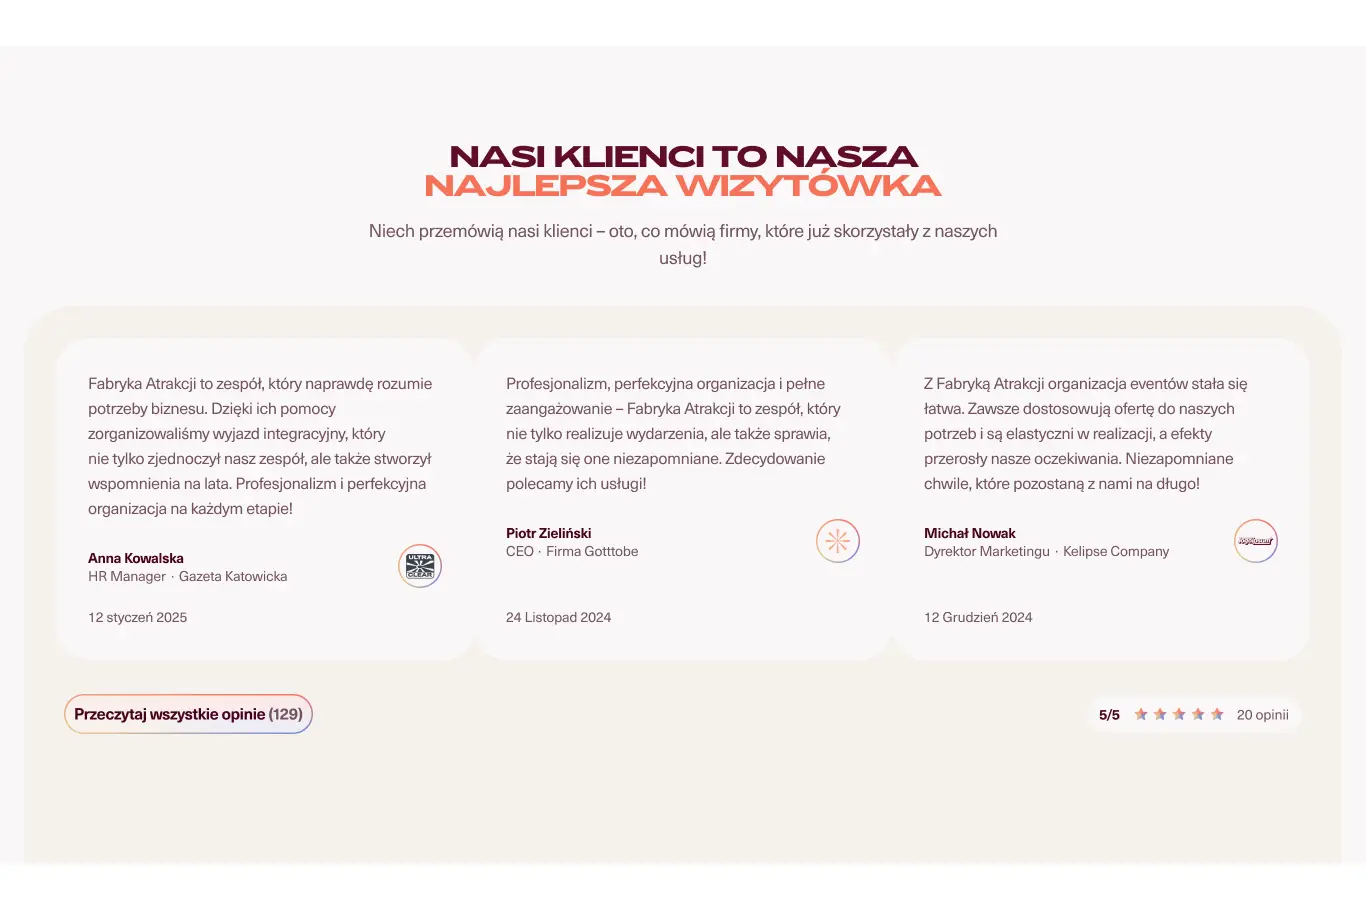 NASI KLIENCI TO NASZA
NAJLEPSZA WIZYTÓWKA
Niech przemówią nasi klienci – oto, co mówią firmy, które już skorzystały z naszych
usług!
Fabryka Atrakcji to zespół, który naprawdę rozumie
potrzeby biznesu. Dzięki ich pomocy
zorganizowaliśmy wyjazd integracyjny, który
nie tylko zjednoczył nasz zespół, ale także stworzył
wspomnienia na lata. Profesjonalizm i perfekcyjna
organizacja na każdym etapie!
Anna Kowalska
HR Manager · Gazeta Katowicka
ULTRA
CLEAR
12 styczeń 2025
Profesjonalizm, perfekcyjna organizacja i pełne
zaangażowanie – Fabryka Atrakcji to zespół, który
nie tylko realizuje wydarzenia, ale także sprawia,
że stają się one niezapomniane. Zdecydowanie
polecamy ich usługi!
Piotr Zieliński
CEO · Firma Gotttobe
24 Listopad 2024
Z Fabryką Atrakcji organizacja eventów stała się
łatwa. Zawsze dostosowują ofertę do naszych
potrzeb i są elastyczni w realizacji, a efekty
przerosły nasze oczekiwania. Niezapomniane
chwile, które pozostaną z nami na długo!
Michał Nowak
Dyrektor Marketingu · Kelipse Company
12 Grudzień 2024
Przeczytaj wszystkie opinie (129)
5/5
20 opinii